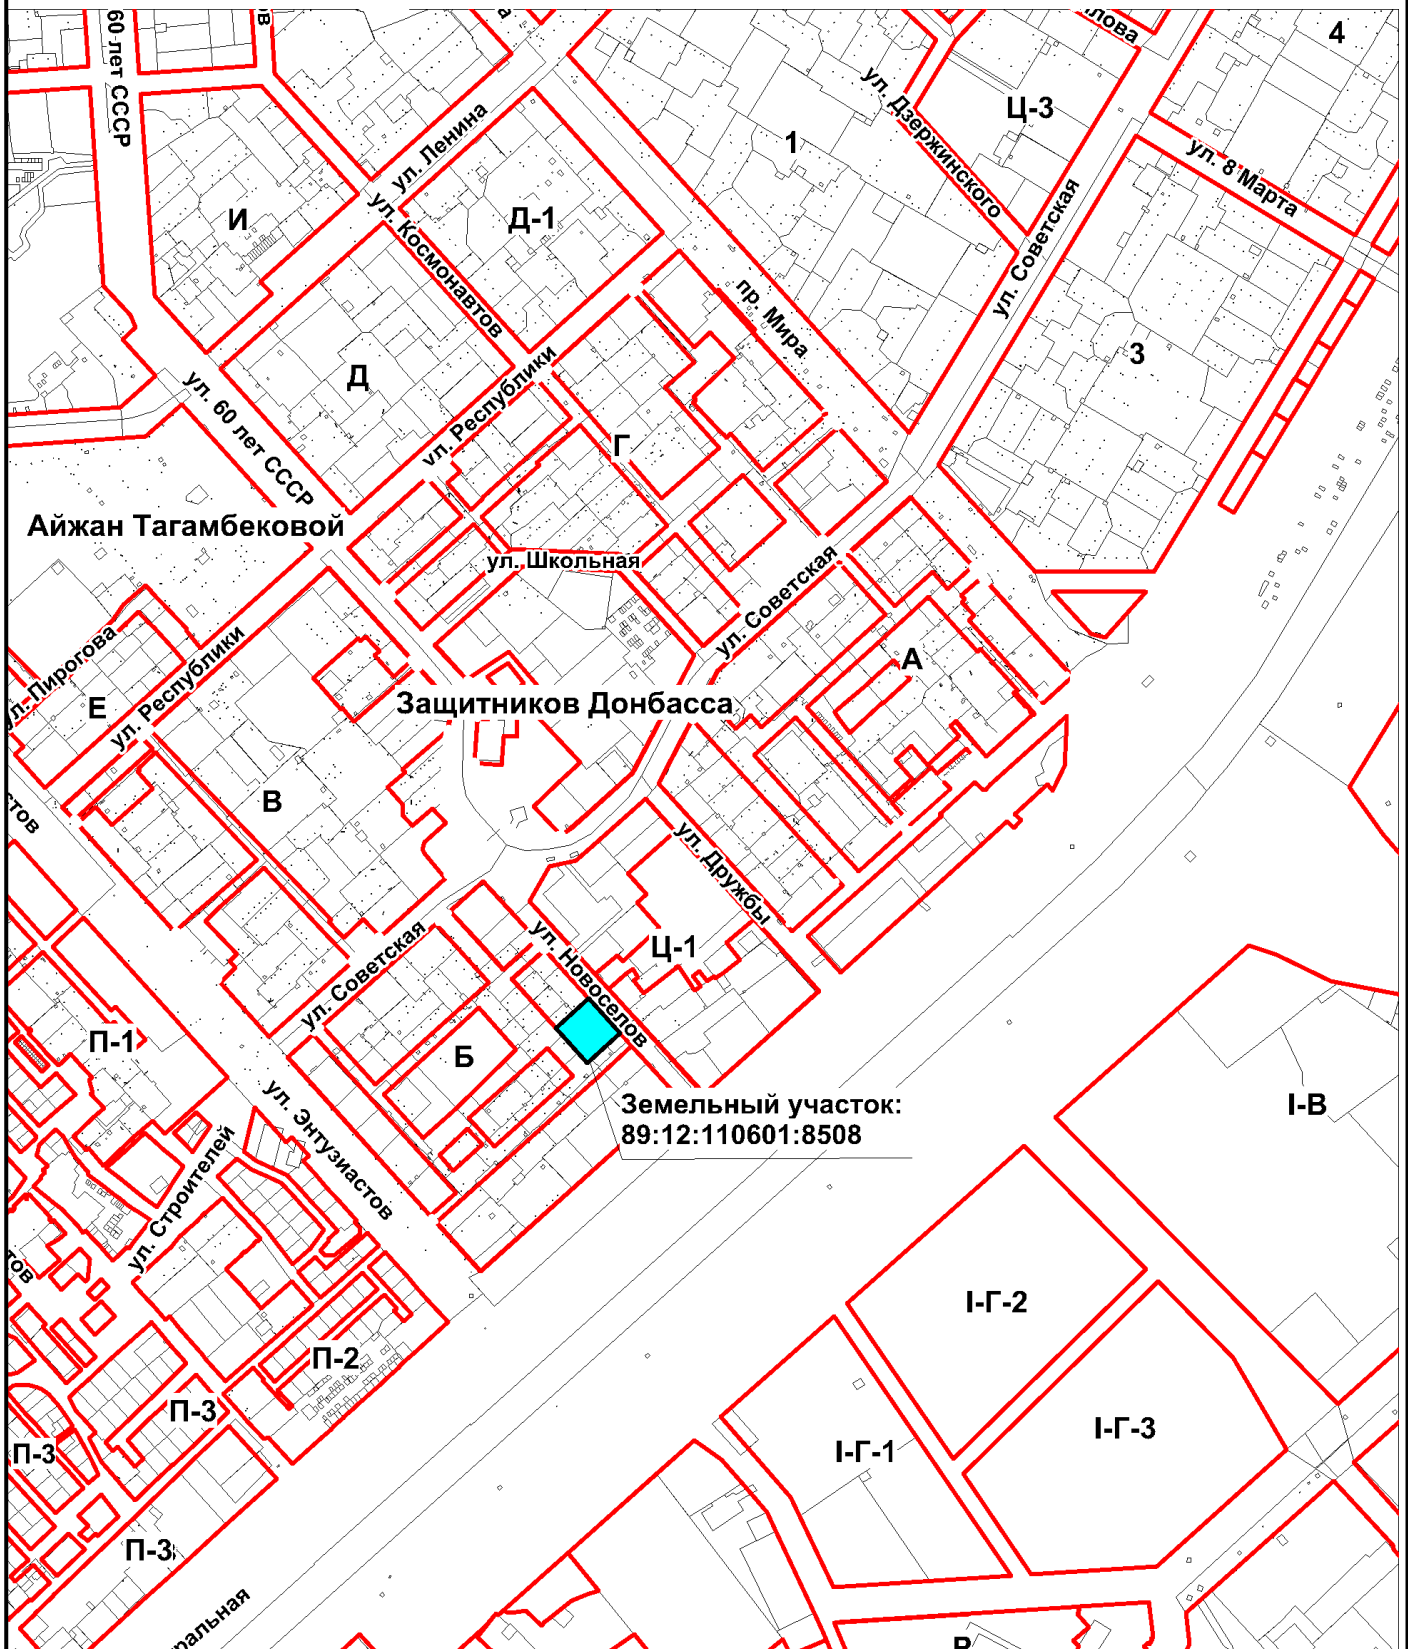 4
ул. Ленина
60 лет СССР
Ц-3
ул. Дзержинского
1
ул. 8 Марта
И
Д-1
ул. Космонавтов
ул. Советская
пр. Мира
3
Д
ул. Республики
ул. 60 лет СССР
Г
Айжан Тагамбековой
ул. Школьная
ул. Советская
ул. Пирогова
ул. Республики
А
Е
Защитников Донбасса
В
ул. Дружбы
ул. Советская
ул. Новоселов
Ц-1
П-1
Б
ул. Энтузиастов
Земельный участок:
89:12:110601:8508
I-В
ул. Строителей
I-Г-2
П-2
П-3
I-Г-3
П-3
I-Г-1
П-3